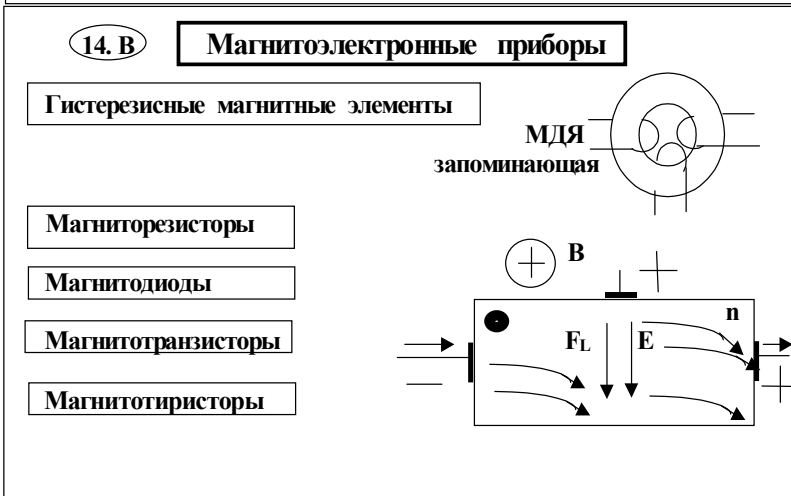 14. В
Магнитоэлектронные приборы
Гистерезисные магнитные элементы
МДЯ
запоминающая
Магниторезисторы
В
Магнитодиоды
n
Магнитотранзисторы
FL E
Магнитотиристоры